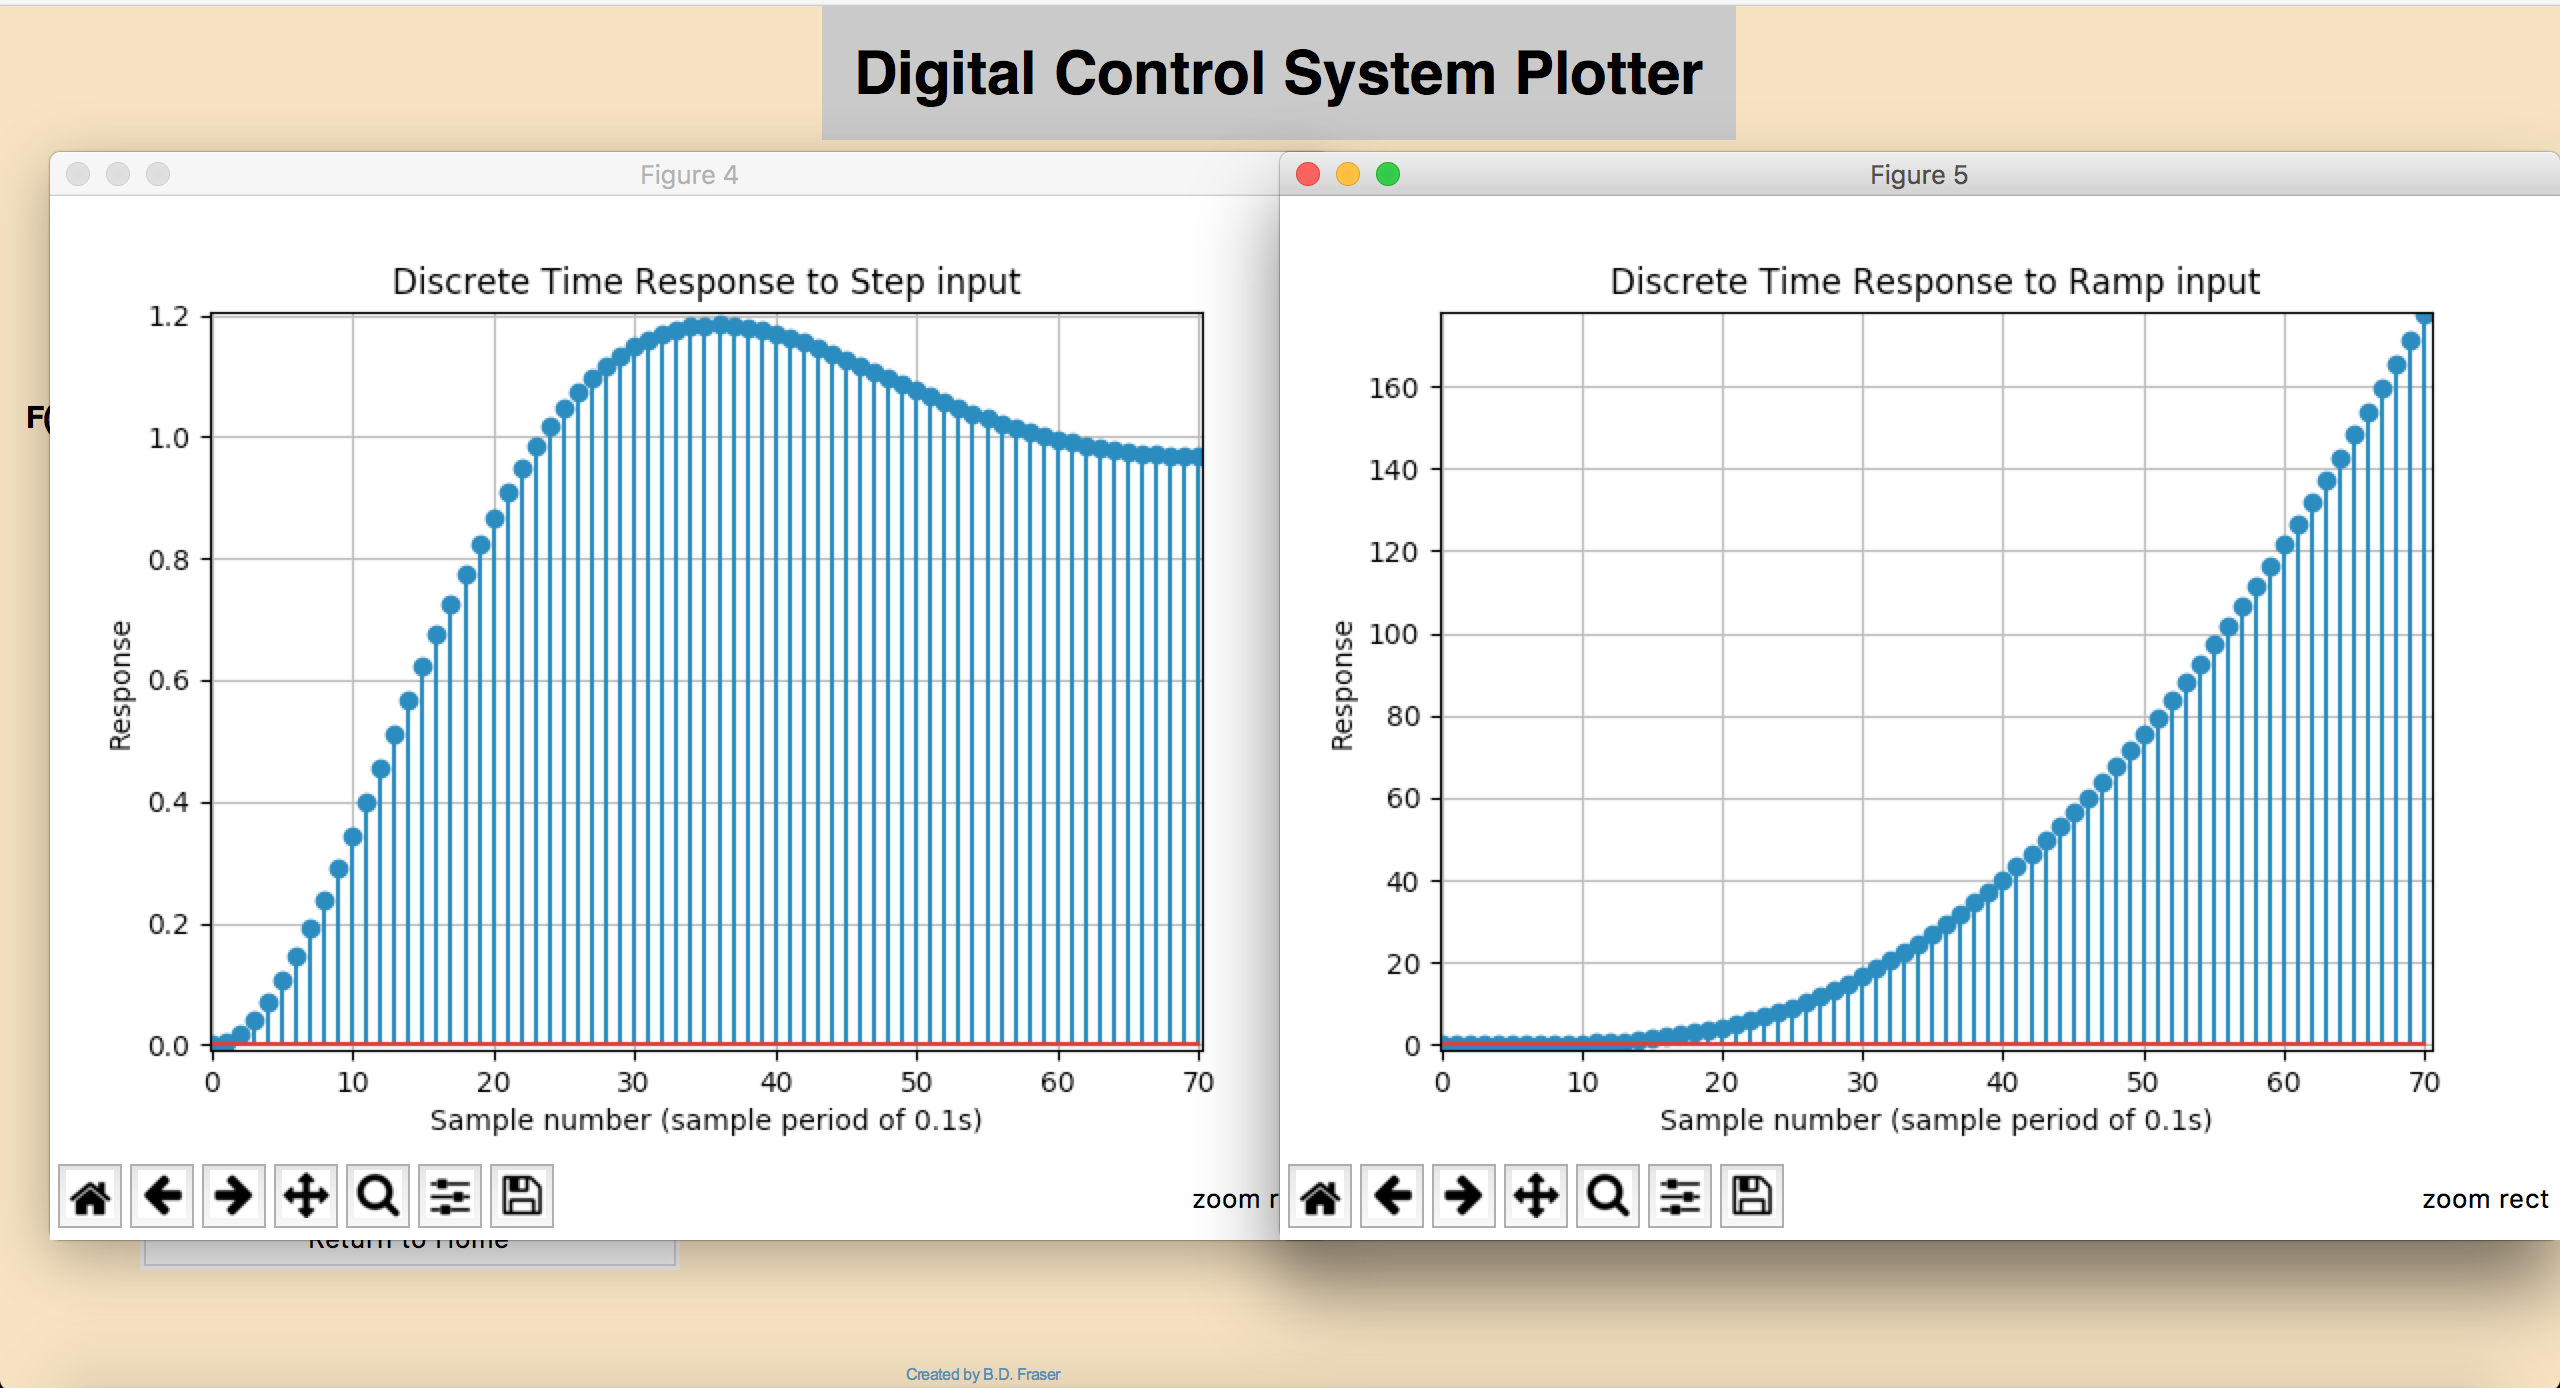 Digital Control System Plotter
Figure 4
Discrete Time Response to Step input
1.2
1.0
0.8
0.6
0.4
0.2
0.0
Response
0 10 20 30 40 50 60 70
Sample number (sample period of 0.1s)
zoom r
Figure 5
Discrete Time Response to Ramp input
160
140
120
100
80
60
40
20
0
Response
0 10 20 30 40 50 60 70
Sample number (sample period of 0.1s)
zoom rect
F(
Return to Home
Created by B.D. Fraser